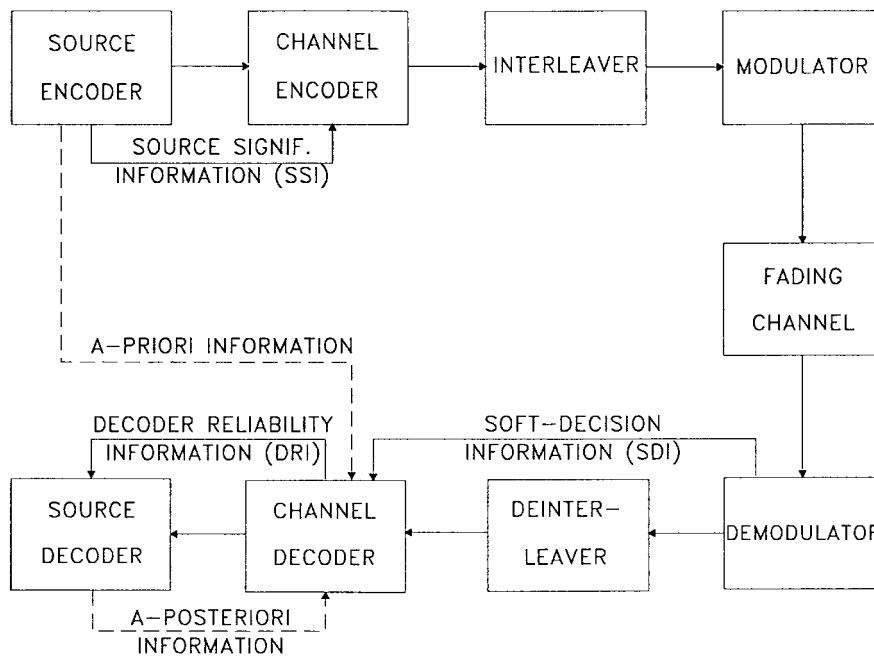 SOURCE
ENCODER
CHANNEL
ENCODER
INTERLEAVER
MODULATOR
SOURCE SIGNIF.
INFORMATION (SSI)
FADING
CHANNEL
A-PRIORI INFORMATION
DECODER RELIABILITY
INFORMATION (DRI)
SOFT-DECISION
INFORMATION (SDI)
SOURCE
DECODER
CHANNEL
DECODER
DEINTER-
LEAVER
DEMODULATOR
A-POSTERIORI
INFORMATION